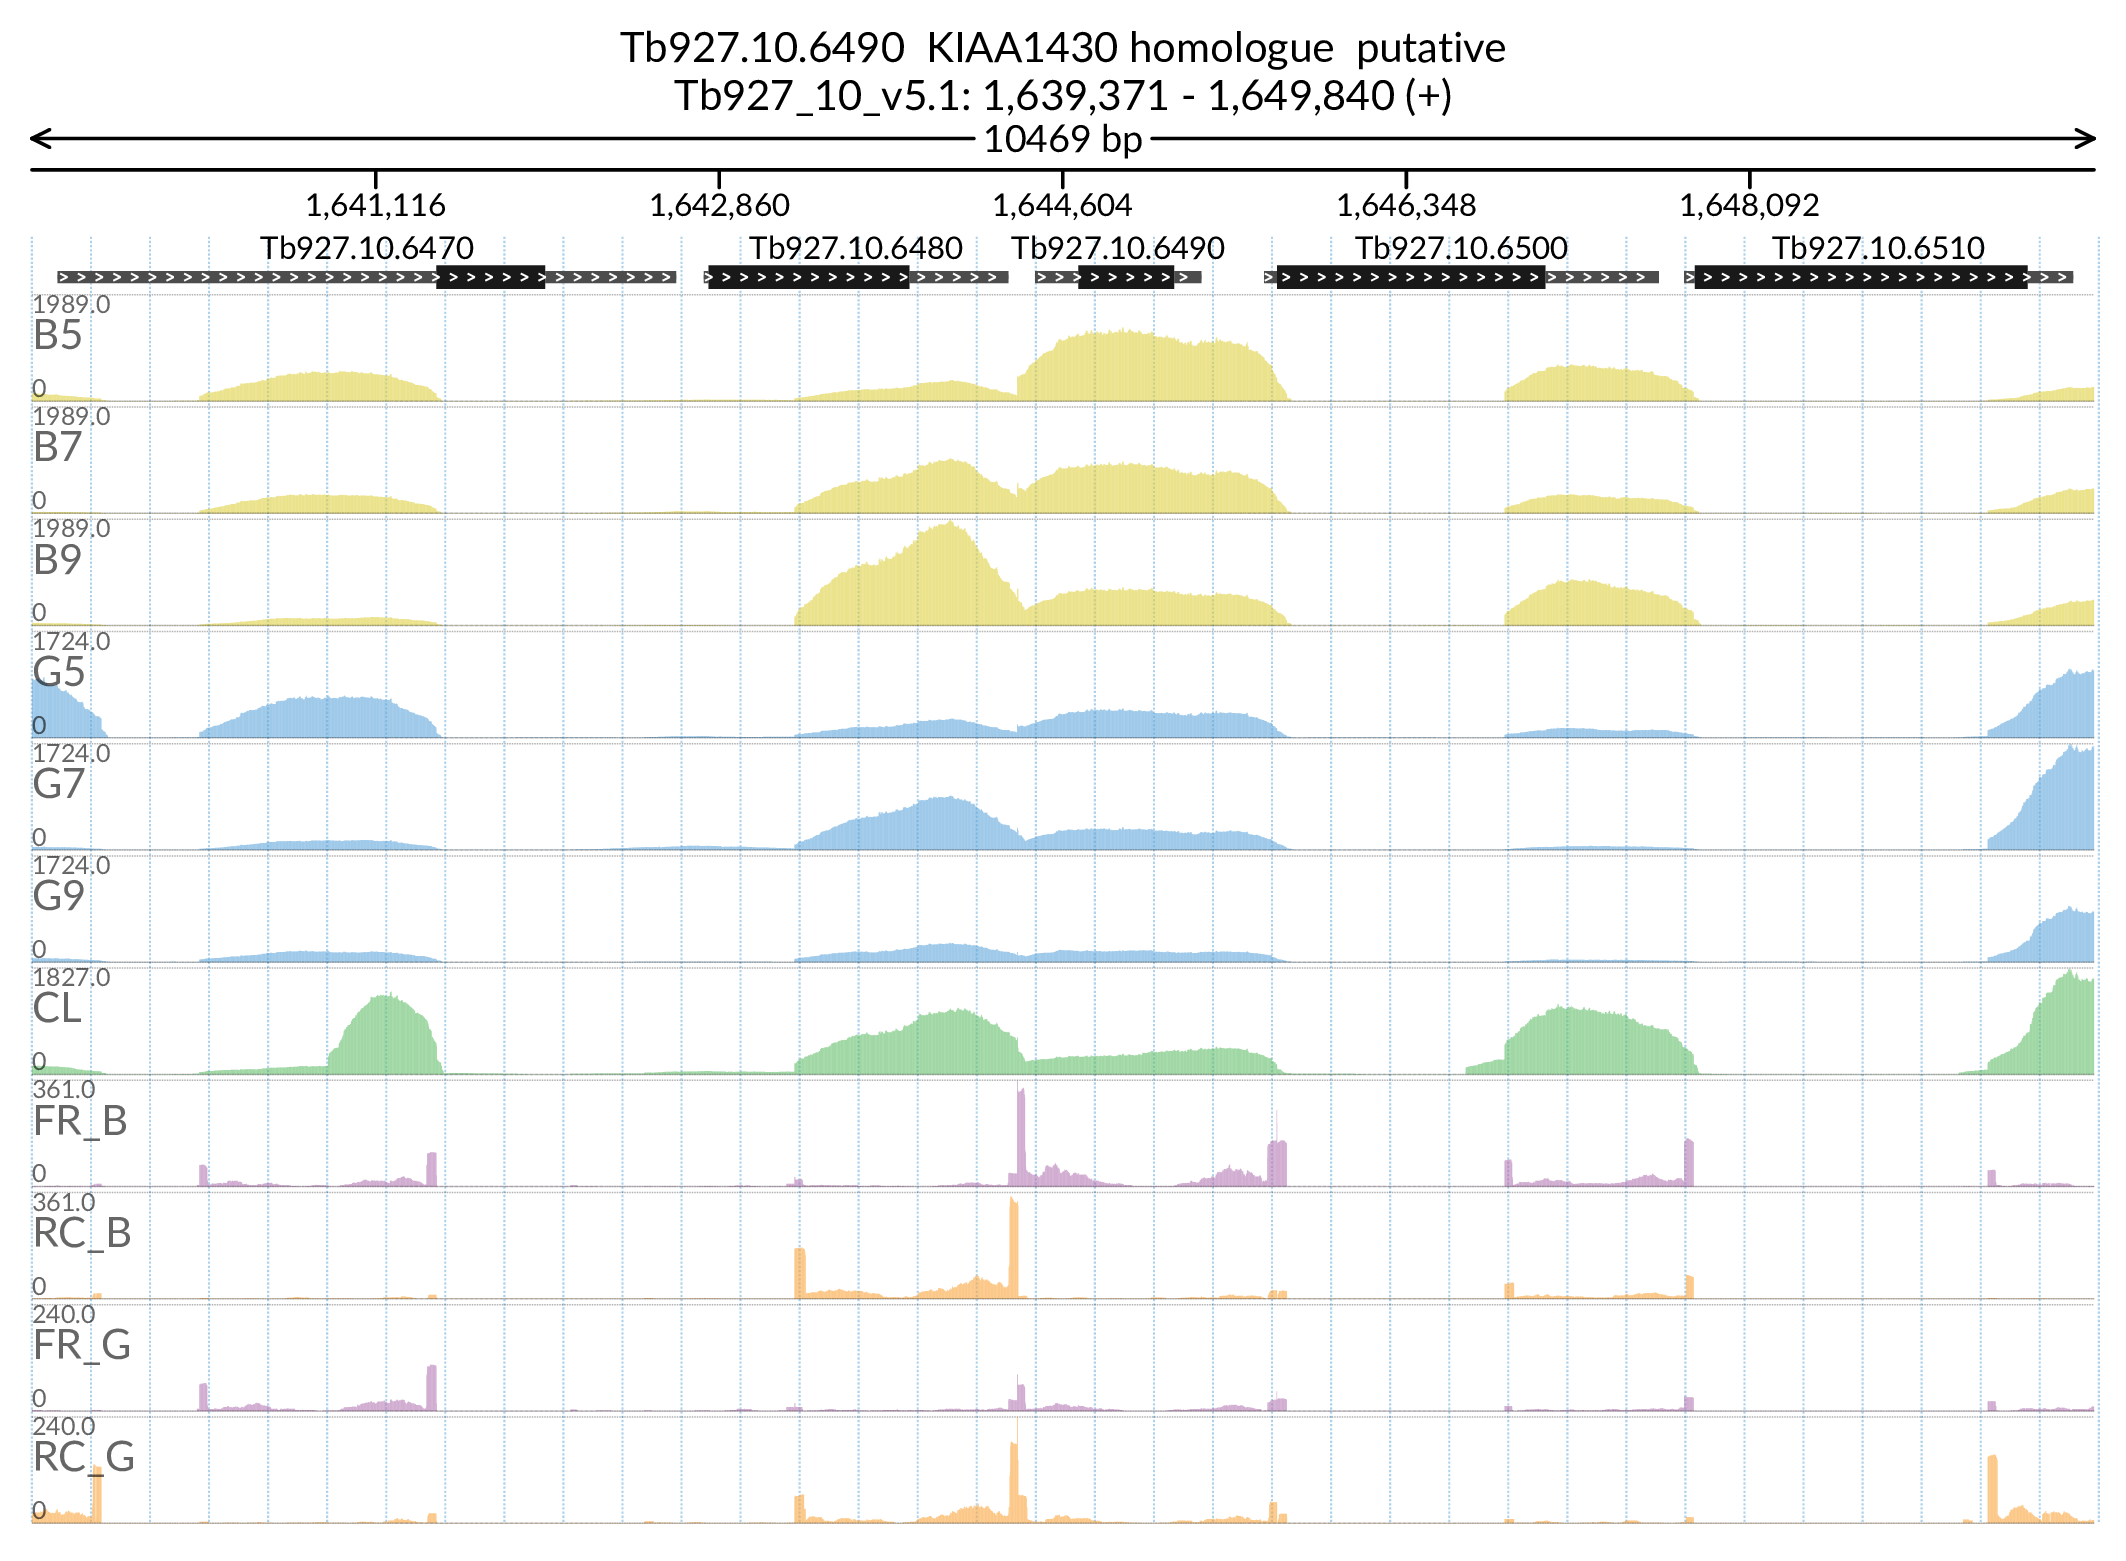 Tb927.10.6490  KIAA1430 homologue  putative
Tb927_10_v5.1: 1,639,371 - 1,649,840 (+)
10469 bp
1,641,116 1,642,860 1,644,604 1,646,348 1,648,092
Tb927.10.6470 Tb927.10.6480 Tb927.10.6490 Tb927.10.6500 Tb927.10.6510
1989.0
B5
0
1989.0
B7
0
1989.0
B9
0
1724.0
G5
0
1724.0
G7
0
1724.0
G9
0
1827.0
CL
0
361.0
FR_B
0
361.0
RC_B
0
240.0
FR_G
0
240.0
RC_G
0